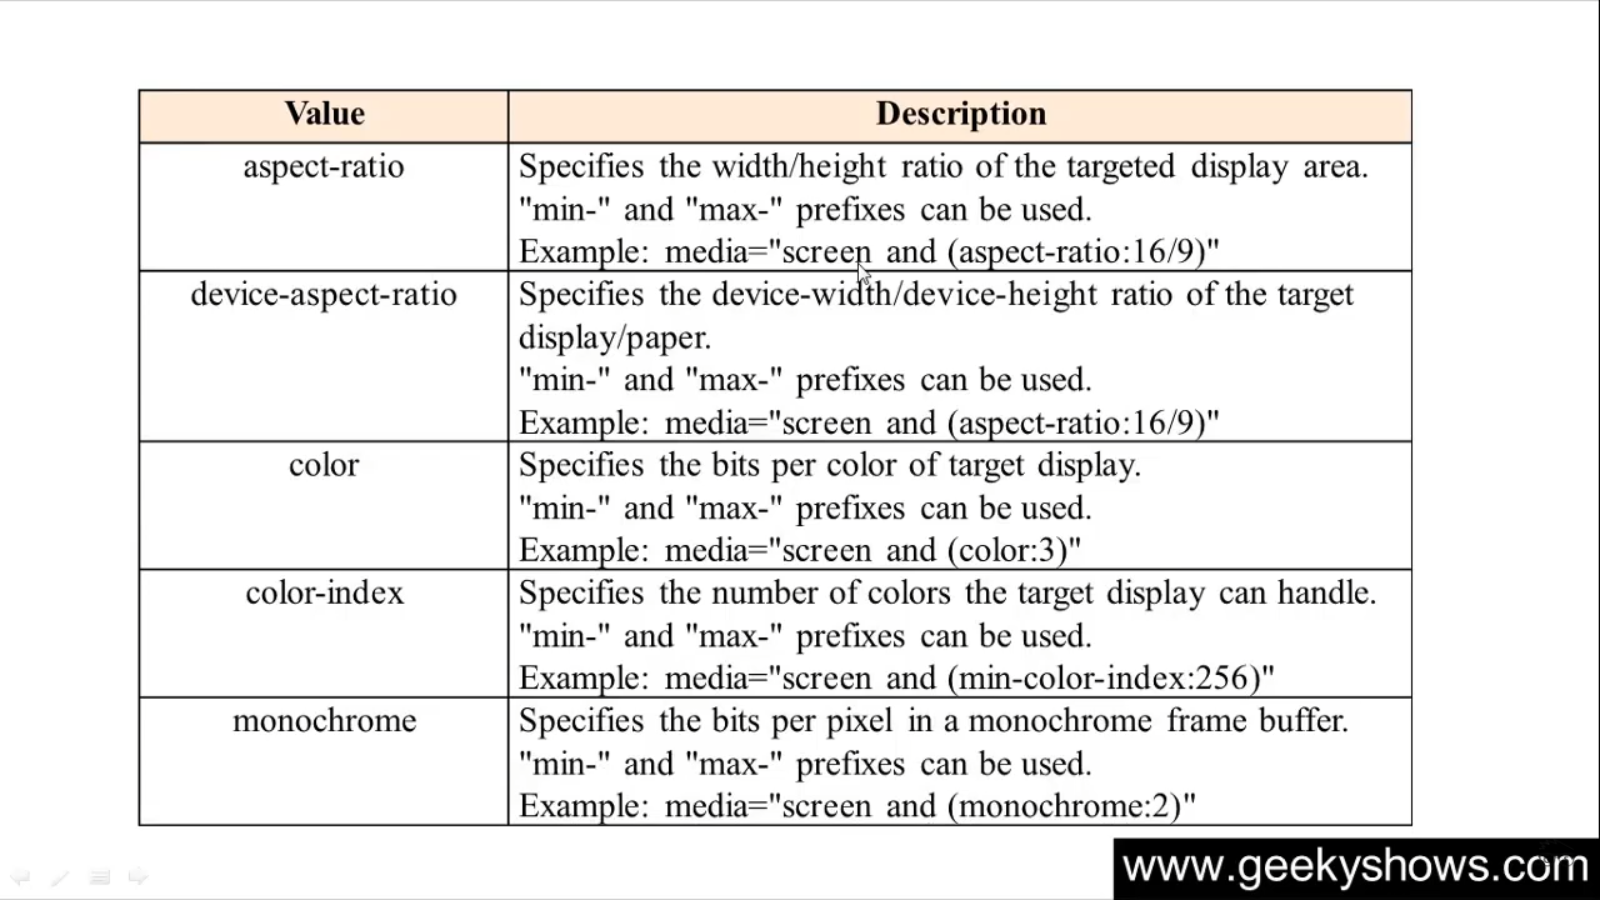 Value
Description
aspect-ratio
Specifies the width/height ratio of the targeted display area.
"min-" and "max-" prefixes can be used.
Example: media="screen and (aspect-ratio:16/9)"
device-aspect-ratio
Specifies the device-width/device-height ratio of the target
display/paper.
"min-" and "max-" prefixes can be used.
Example: media="screen and (aspect-ratio:16/9)"
color
Specifies the bits per color of target display.
"min-" and "max-" prefixes can be used.
Example: media="screen and (color:3)"
color-index
Specifies the number of colors the target display can handle.
"min-" and "max-" prefixes can be used.
Example: media="screen and (min-color-index:256)"
monochrome
Specifies the bits per pixel in a monochrome frame buffer.
"min-" and "max-" prefixes can be used.
Example: media="screen and (monochrome:2)"
www.geekyshows.com